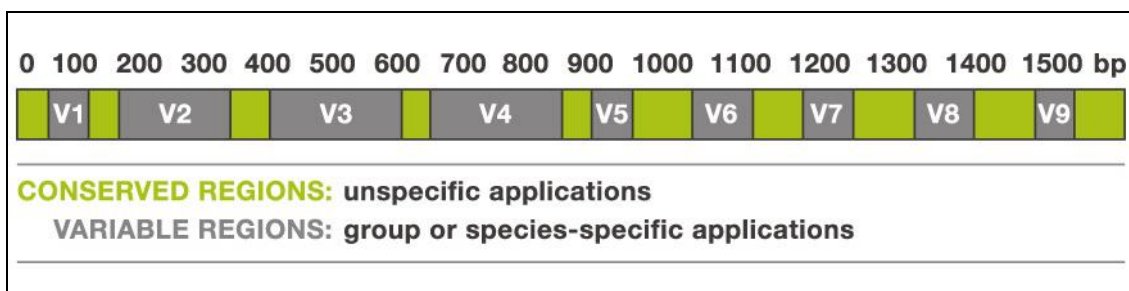 0 100 200 300 400 500 600 700 800 900 1000 1100 1200 1300 1400 1500 bp
V1 V2 V3 V4 V5 V6 V7 V8 V9
CONSERVED REGIONS: unspecific applications
VARIABLE REGIONS: group or species-specific applications